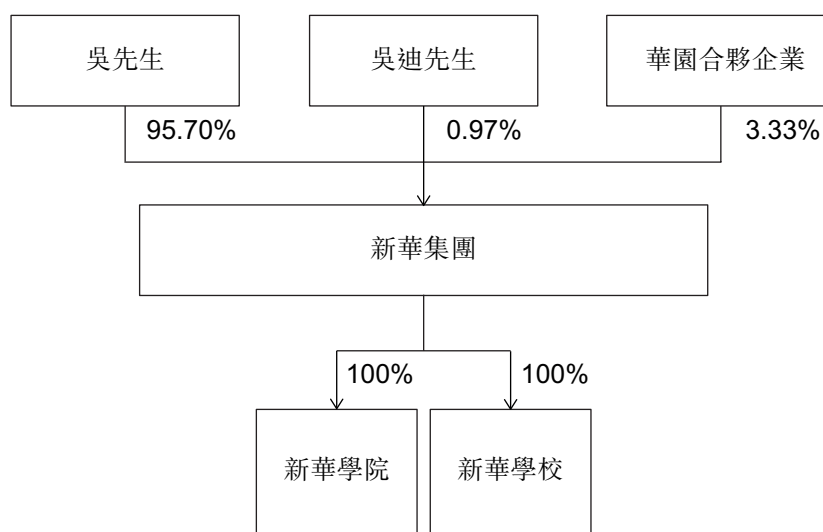 吳先生
吳迪先生
華園合夥企業
95.70%
0.97%
3.33%
新華集團
100%
100%
新華學院
新華學校